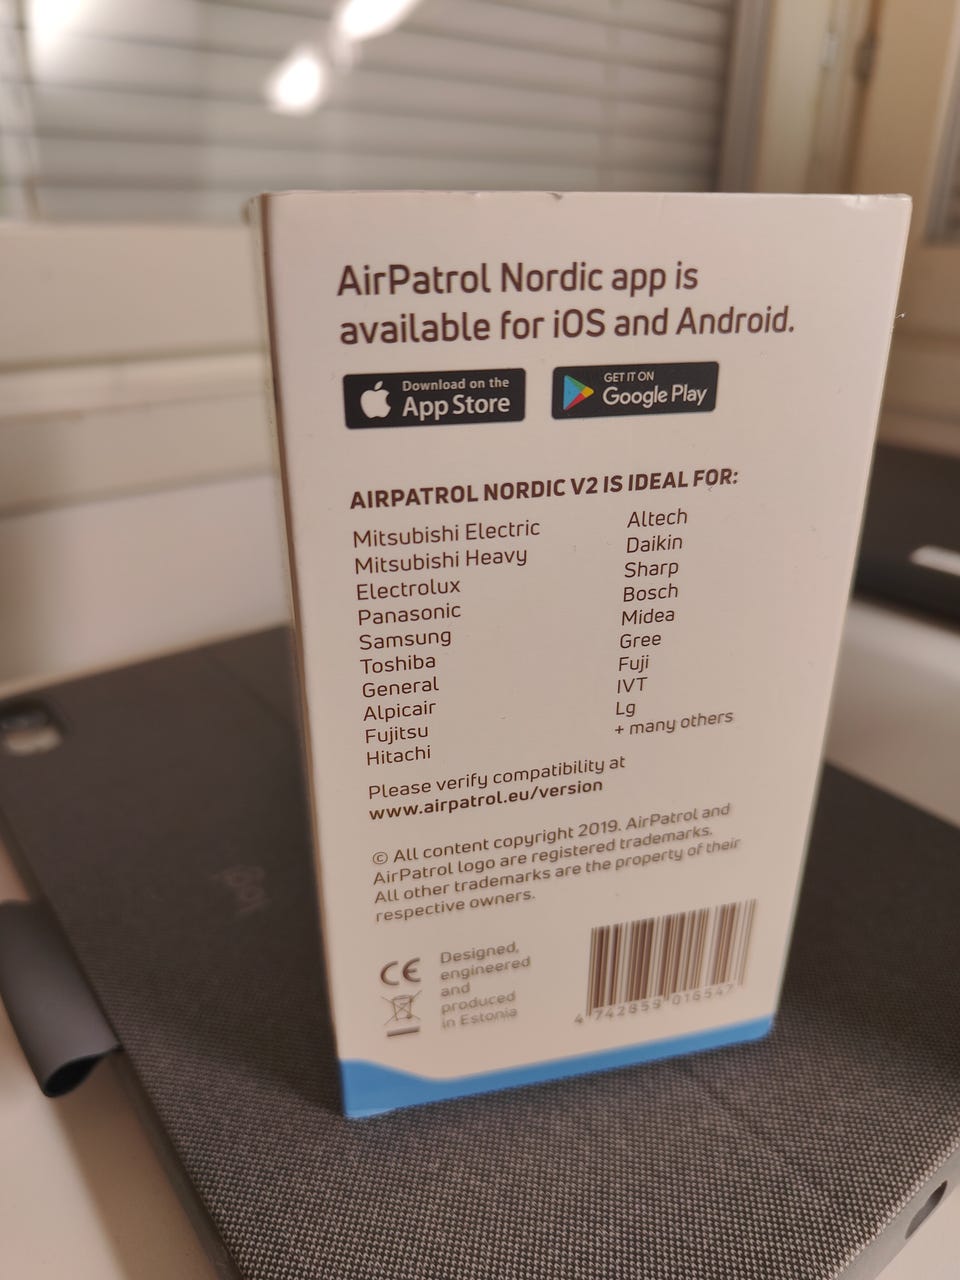 AirPatrol Nordic app is
available for iOS and Android.
Download on the
App Store
GET IT ON
Google Play
AIRPATROL NORDIC V2 IS IDEAL FOR:
Mitsubishi Electric
Mitsubishi Heavy
Electrolux
Panasonic
Samsung
Toshiba
General
Alpicair
Fujitsu
Hitachi
Altech
Daikin
Sharp
Bosch
Midea
Gree
Fuji
IVT
Lg
+ many others
Please verify compatibility at
www.airpatrol.eu/version
© All content copyright 2019. AirPatrol and
AirPatrol logo are registered trademarks.
All other trademarks are the property of their
respective owners.
CE
Designed,
engineered
and
produced
in Estonia
4 742859 016547